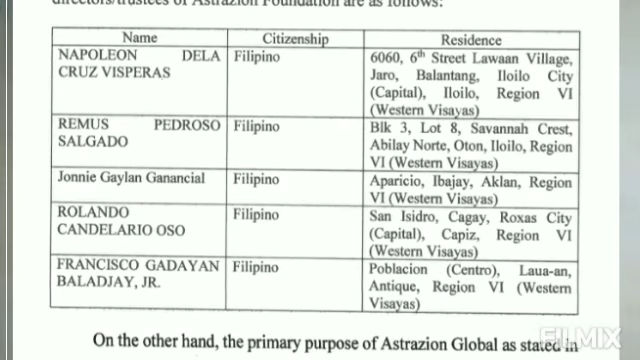 directors/trustees of Astrazion Foundation are as follows:
Name Citizenship Residence
NAPOLEON DELA CRUZ VISPERAS Filipino 6060, 6th Street Lawaan Village, Jaro, Balantang, Iloilo City (Capital), Iloilo, Region VI (Western Visayas)
REMUS PEDROSO SALGADO Filipino Blk 3, Lot 8, Savannah Crest, Abilay Norte, Oton, Iloilo, Region VI (Western Visayas)
Jonnie Gaylan Ganancial Filipino Aparicio, Ibajay, Aklan, Region VI (Western Visayas)
ROLANDO CANDELARIO OSO Filipino San Isidro, Cagay, Roxas City (Capital), Capiz, Region VI (Western Visayas)
FRANCISCO GADAYAN BALADJAY, JR. Filipino Poblacion (Centro), Laua-an, Antique, Region VI (Western Visayas)
On the other hand, the primary purpose of Astrazion Global as stated in
FILMIX